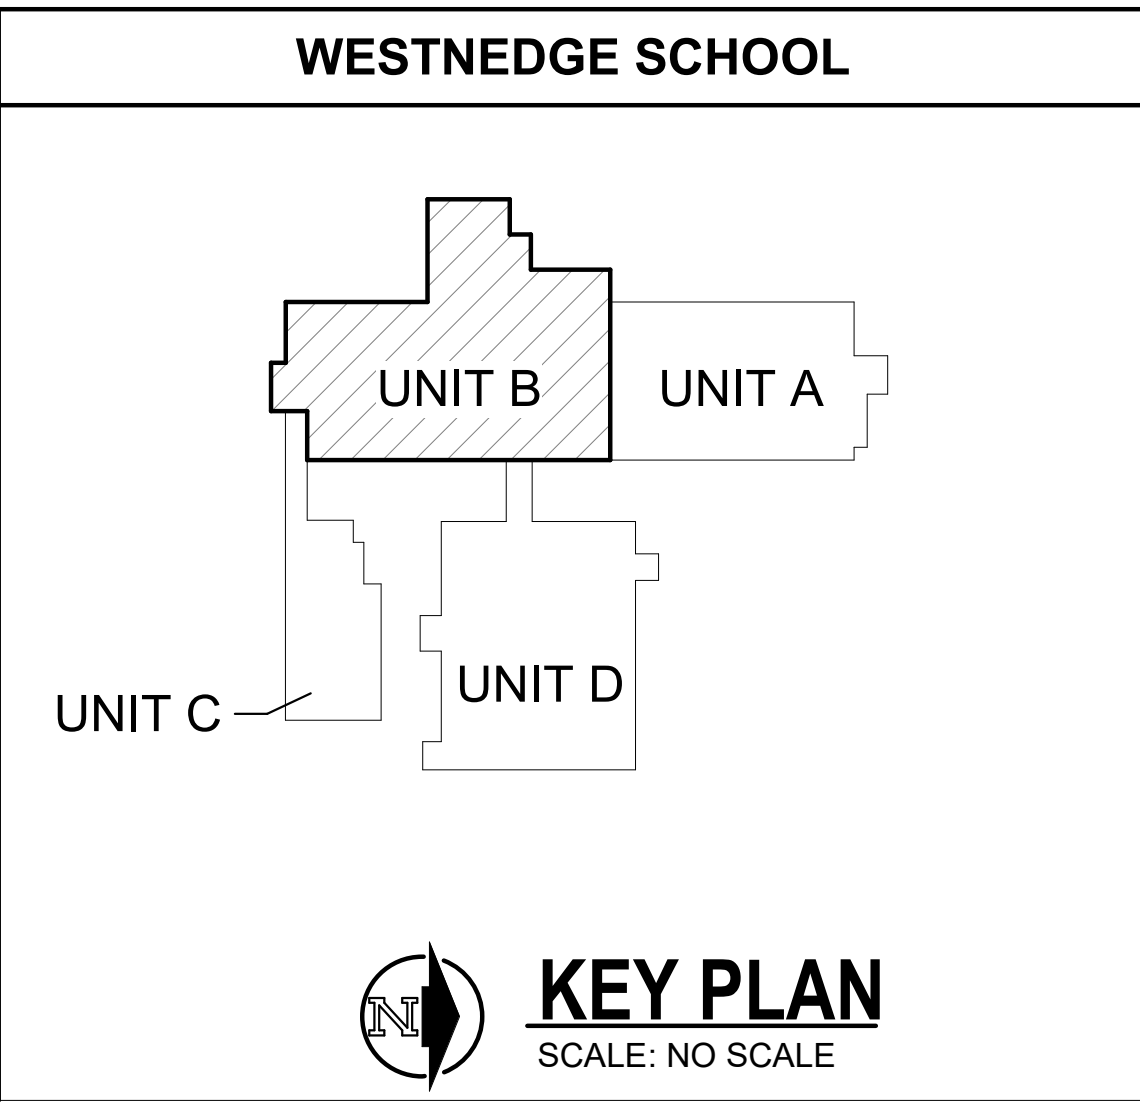 WESTNEDGE SCHOOL
UNIT B
UNIT A
UNIT D
UNIT C
N
KEY PLAN
SCALE: NO SCALE